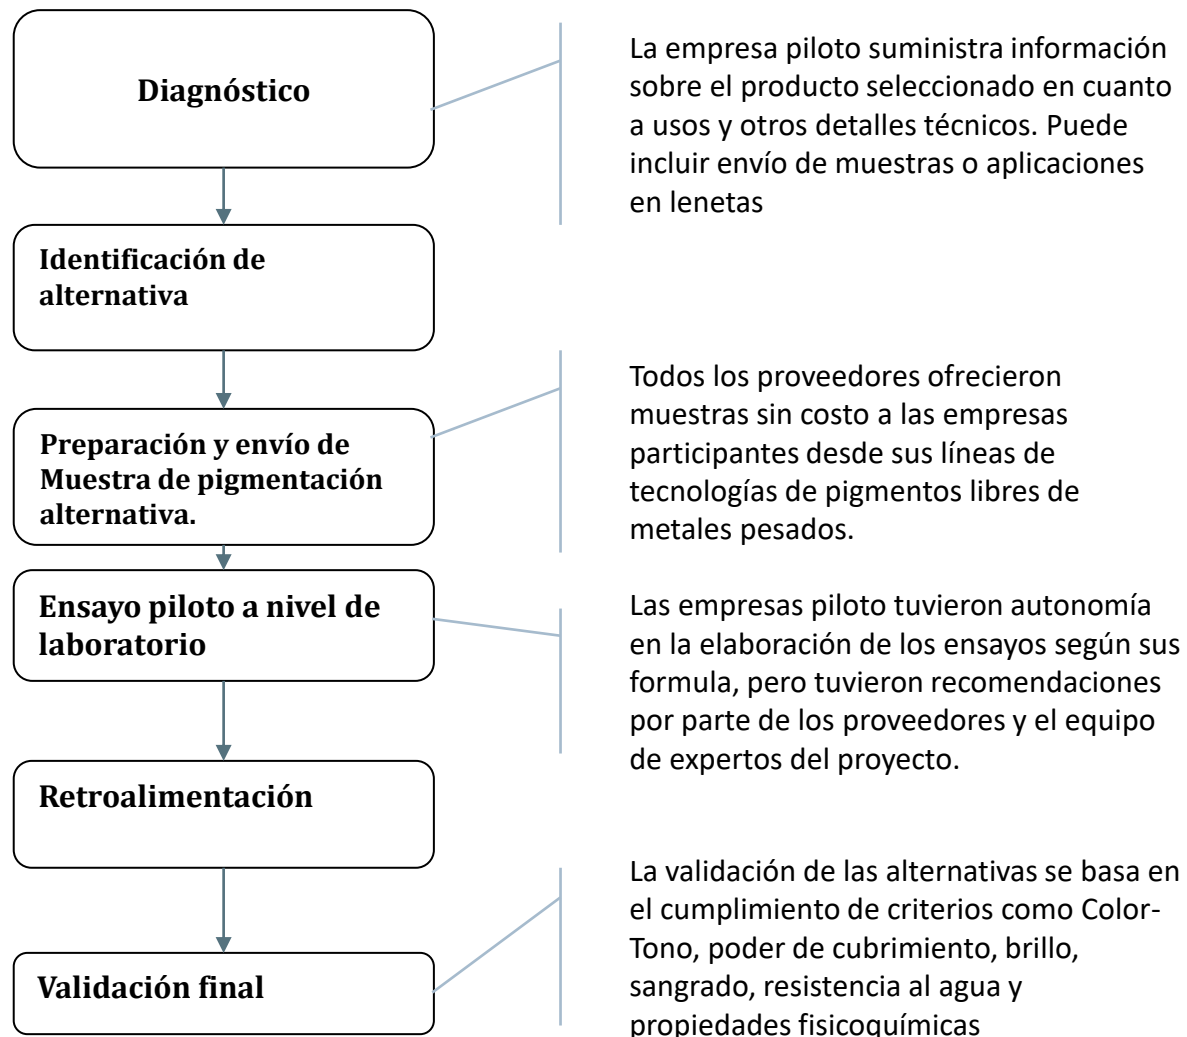 Diagnóstico
La empresa piloto suministra información
sobre el producto seleccionado en cuanto
a usos y otros detalles técnicos. Puede
incluir envío de muestras o aplicaciones
en lenetas
Identificación de
alternativa
Preparación y envío de
Muestra de pigmentación
alternativa.
Todos los proveedores ofrecieron
muestras sin costo a las empresas
participantes desde sus líneas de
tecnologías de pigmentos libres de
metales pesados.
Ensayo piloto a nivel de
laboratorio
Las empresas piloto tuvieron autonomía
en la elaboración de los ensayos según sus
formula, pero tuvieron recomendaciones
por parte de los proveedores y el equipo
de expertos del proyecto.
Retroalimentación
Validación final
La validación de las alternativas se basa en
el cumplimiento de criterios como Color-
Tono, poder de cubrimiento, brillo,
sangrado, resistencia al agua y
propiedades fisicoquímicas